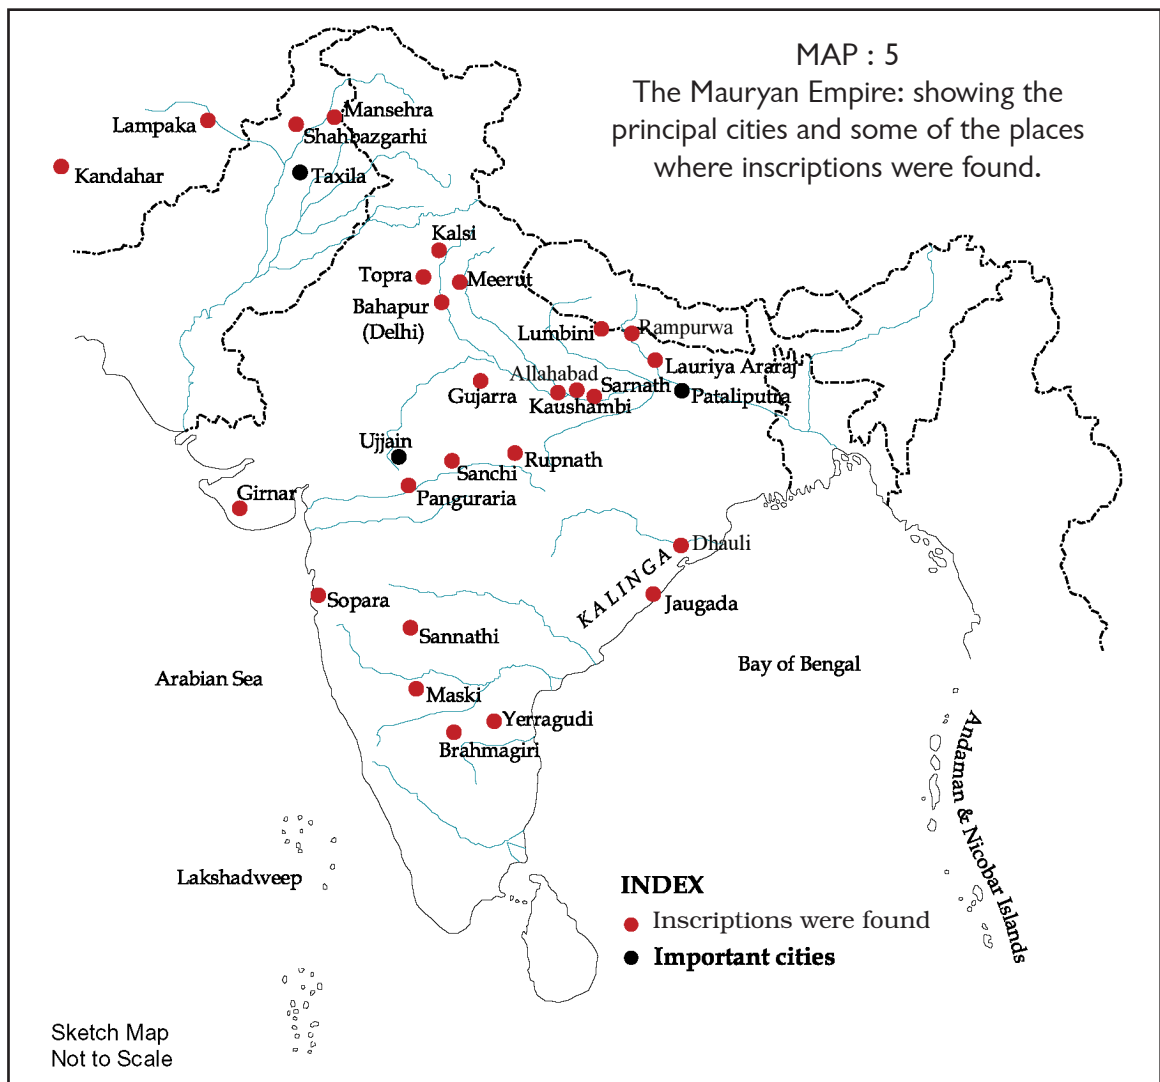 MAP : 5
The Mauryan Empire: showing the
principal cities and some of the places
where inscriptions were found.
Mansehra
Lampaka
Shahbazgarhi
Kandahar
Taxila
Kalsi
Topra
Meerut
Bahapur
(Delhi)
Lumbini
Rampurwa
Lauriya Araraj
Allahabad
Sarnath
Gujarra
Kaushambi
Pataliputra
Ujjain
Sanchi
Rupnath
Girnar
Panguraria
Dhauli
KALINGA
Sopara
Jaugada
Sannathi
Arabian Sea
Bay of Bengal
Maski
Yerragudi
Brahmagiri
Andaman & Nicobar Islands
Lakshadweep
INDEX
Inscriptions were found
Important cities
Sketch Map
Not to Scale